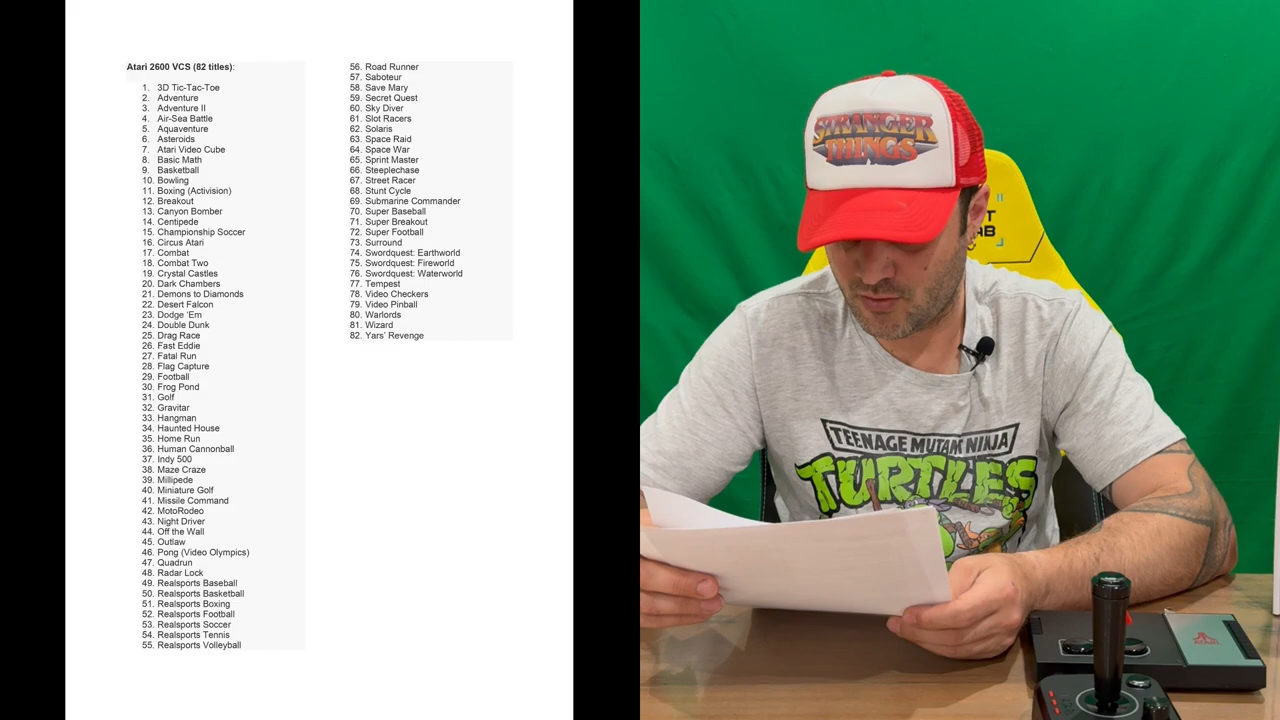 Atari 2600 VCS (82 titles):
1. 3D Tic-Tac-Toe
2. Adventure
3. Adventure II
4. Air-Sea Battle
5. Aquaventure
6. Asteroids
7. Atari Video Cube
8. Basic Math
9. Basketball
10. Bowling
11. Boxing (Activision)
12. Breakout
13. Canyon Bomber
14. Centipede
15. Championship Soccer
16. Circus Atari
17. Combat
18. Combat Two
19. Crystal Castles
20. Dark Chambers
21. Demons to Diamonds
22. Desert Falcon
23. Dodge 'Em
24. Double Dunk
25. Drag Race
26. Fast Eddie
27. Fatal Run
28. Flag Capture
29. Football
30. Frog Pond
31. Golf
32. Gravitar
33. Hangman
34. Haunted House
35. Home Run
36. Human Cannonball
37. Indy 500
38. Maze Craze
39. Millipede
40. Miniature Golf
41. Missile Command
42. MotoRodeo
43. Night Driver
44. Off the Wall
45. Outlaw
46. Pong (Video Olympics)
47. Quadrun
48. Radar Lock
49. Realsports Baseball
50. Realsports Basketball
51. Realsports Boxing
52. Realsports Football
53. Realsports Soccer
54. Realsports Tennis
55. Realsports Volleyball
56. Road Runner
57. Saboteur
58. Save Mary
59. Secret Quest
60. Sky Diver
61. Slot Racers
62. Solaris
63. Space Raid
64. Space War
65. Sprint Master
66. Steeplechase
67. Street Racer
68. Stunt Cycle
69. Submarine Commander
70. Super Baseball
71. Super Breakout
72. Super Football
73. Surround
74. Swordquest: Earthworld
75. Swordquest: Fireworld
76. Swordquest: Waterworld
77. Tempest
78. Video Checkers
79. Video Pinball
80. Warlords
81. Wizard
82. Yars' Revenge
STRANGER
THINGS
TEENAGE MUTANT NINJA
TURTLES
ATARI